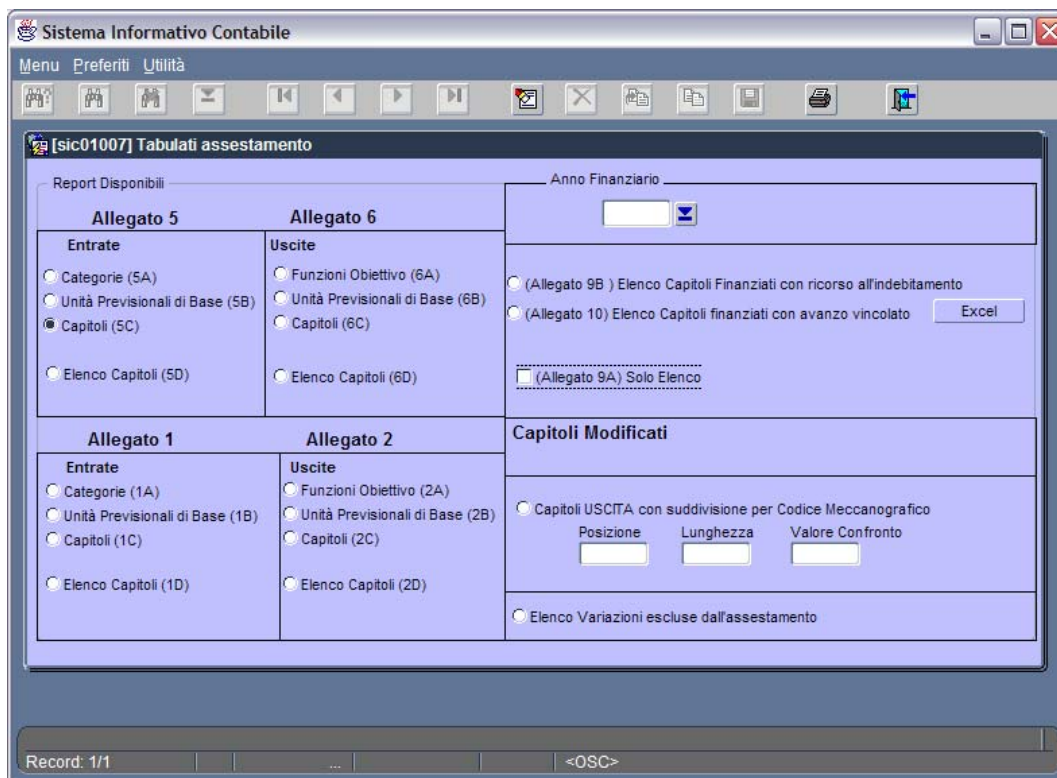 Sistema Informativo Contabile
Menu Preferiti Utilità
[sic01007] Tabulati assestamento
Report Disponibili
Allegato 5
Entrate
Categorie (5A)
Unità Previsionali di Base (5B)
Capitoli (5C)
Elenco Capitoli (5D)
Allegato 6
Uscite
Funzioni Obiettivo (6A)
Unità Previsionali di Base (6B)
Capitoli (6C)
Elenco Capitoli (6D)
Anno Finanziario
(Allegato 9B ) Elenco Capitoli Finanziati con ricorso all'indebitamento
(Allegato 10) Elenco Capitoli finanziati con avanzo vincolato
Excel
(Allegato 9A) Solo Elenco
Allegato 1
Entrate
Categorie (1A)
Unità Previsionali di Base (1B)
Capitoli (1C)
Elenco Capitoli (1D)
Allegato 2
Uscite
Funzioni Obiettivo (2A)
Unità Previsionali di Base (2B)
Capitoli (2C)
Elenco Capitoli (2D)
Capitoli Modificati
Capitoli USCITA con suddivisione per Codice Meccanografico
Posizione Lunghezza Valore Confronto
Elenco Variazioni escluse dall'assestamento
Record: 1/1 ... <OSC>